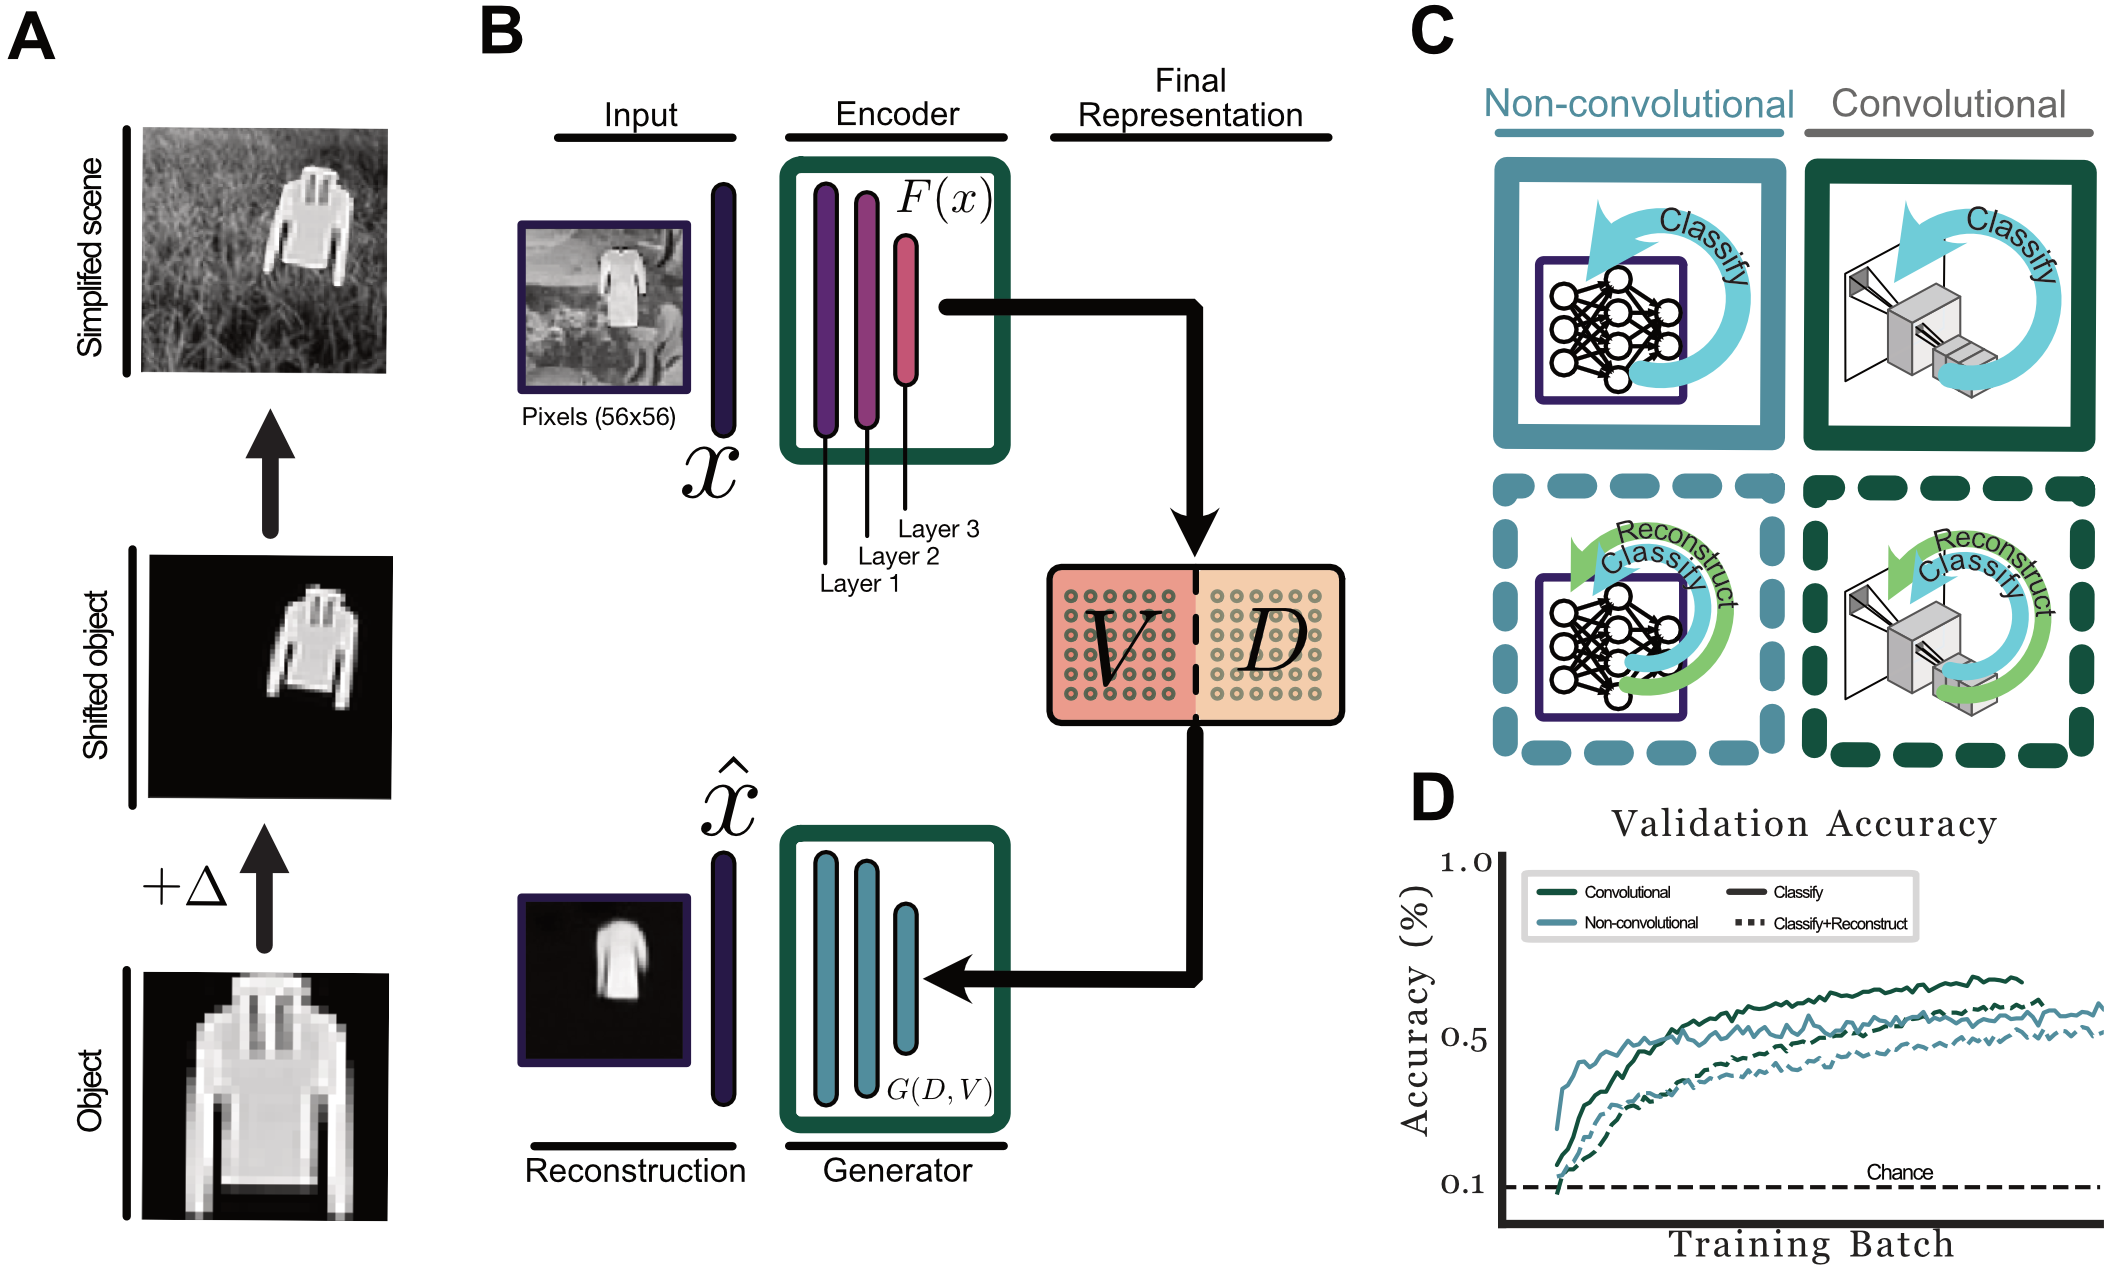 A
Simplifed scene
Shifted object
+Δ
Object
B
Input
Encoder
Final
Representation
F(x)
Pixels (56x56)
x
Layer 3
Layer 2
Layer 1
V
D
x̂
G(D, V)
Reconstruction
Generator
C
Non-convolutional
Convolutional
Classify
Classify
Reconstruct
Classify
Reconstruct
Classify
D
Validation Accuracy
1.0
Convolutional
Classify
Non-convolutional
Classify+Reconstruct
Accuracy (%)
0.5
Chance
0.1
Training Batch